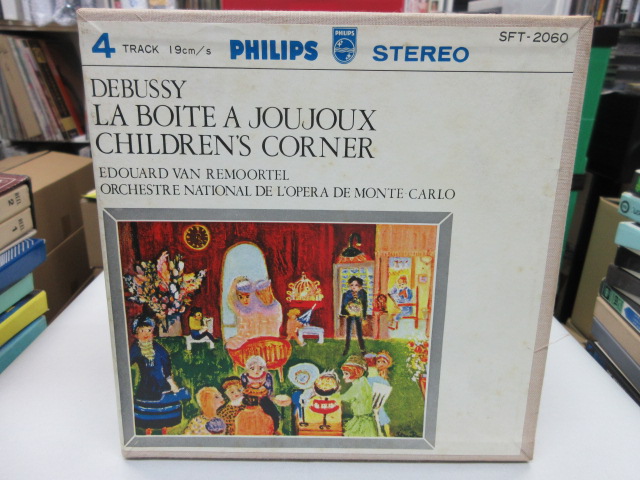 4 TRACK 19cm/s PHILIPS STEREO SFT-2060
DEBUSSY
LA BOITE A JOUJOUX
CHILDREN'S CORNER
EDOUARD VAN REMOORTEL
ORCHESTRE NATIONAL DE L'OPERA DE MONTE CARLO